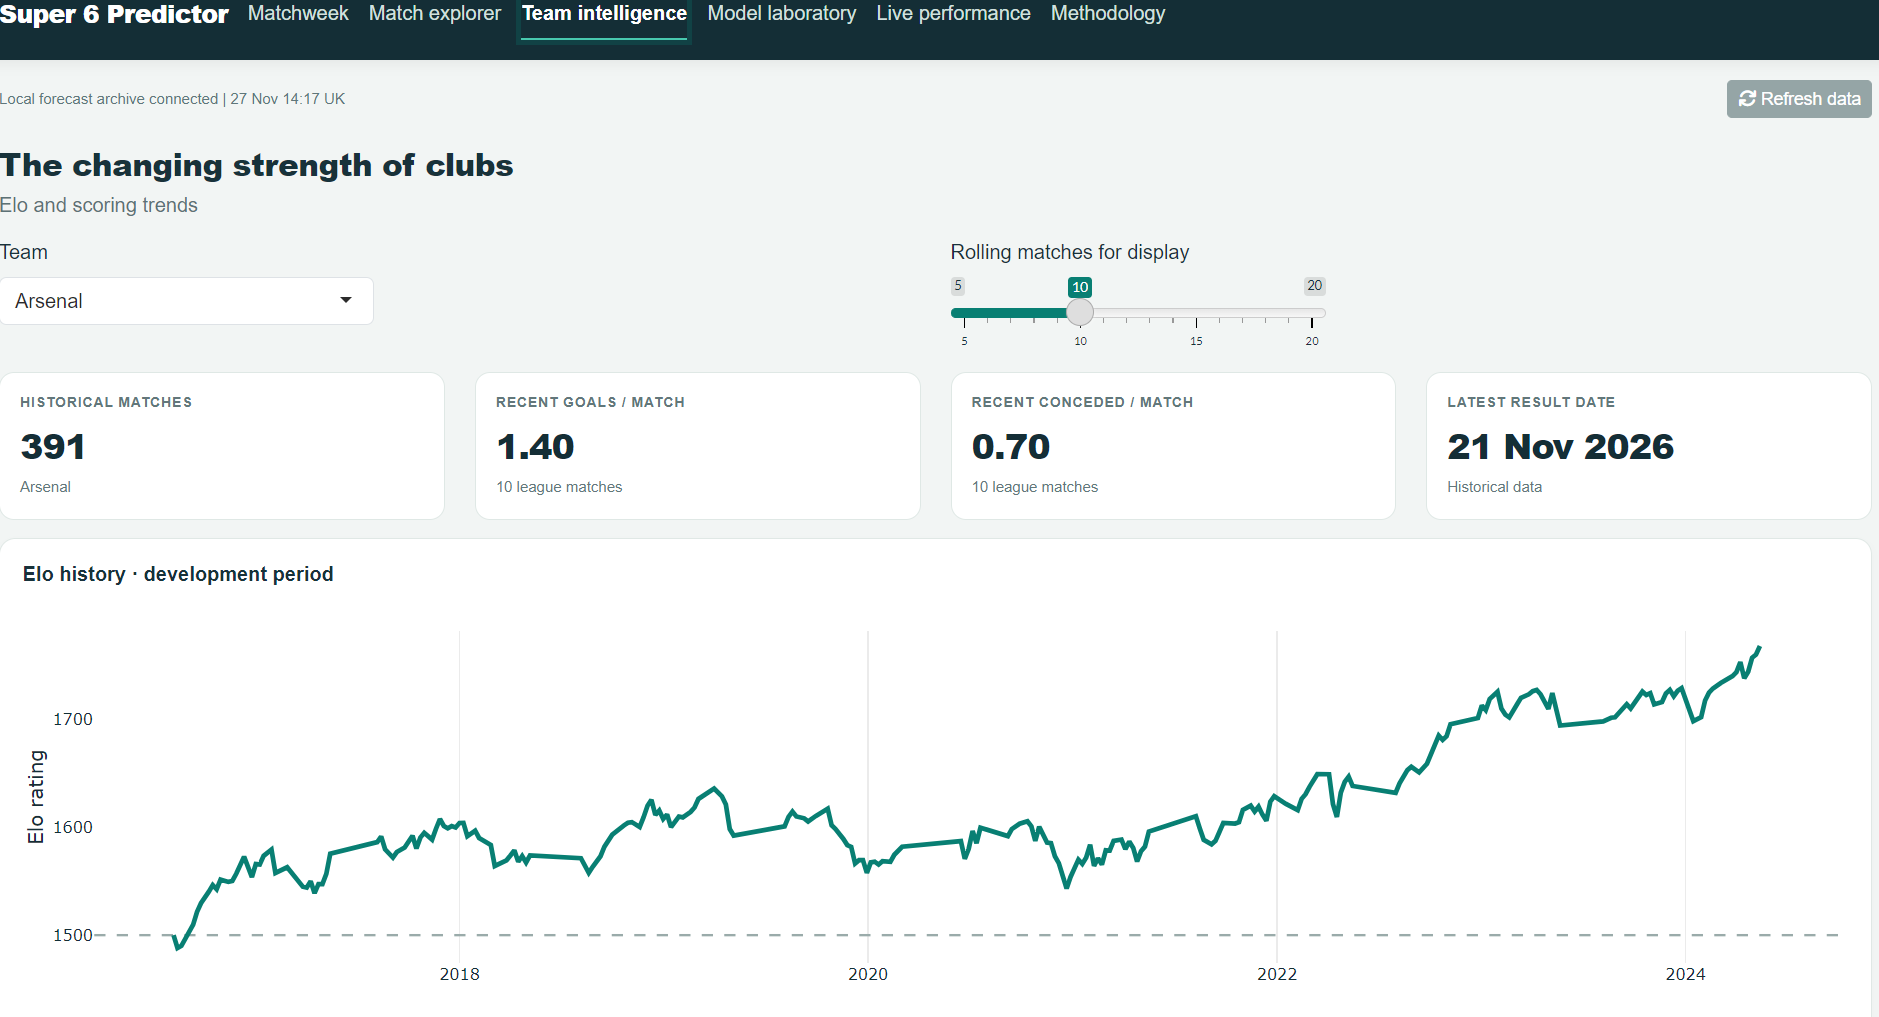 Super 6 Predictor Matchweek Match explorer Team intelligence Model laboratory Live performance Methodology
Local forecast archive connected | 27 Nov 14:17 UK
Refresh data
The changing strength of clubs
Elo and scoring trends
Team
Arsenal
Rolling matches for display
5 10 20
5 10 15 20
HISTORICAL MATCHES
391
Arsenal
RECENT GOALS / MATCH
1.40
10 league matches
RECENT CONCEDED / MATCH
0.70
10 league matches
LATEST RESULT DATE
21 Nov 2026
Historical data
Elo history · development period
Elo rating
1700
1600
1500
2018 2020 2022 2024